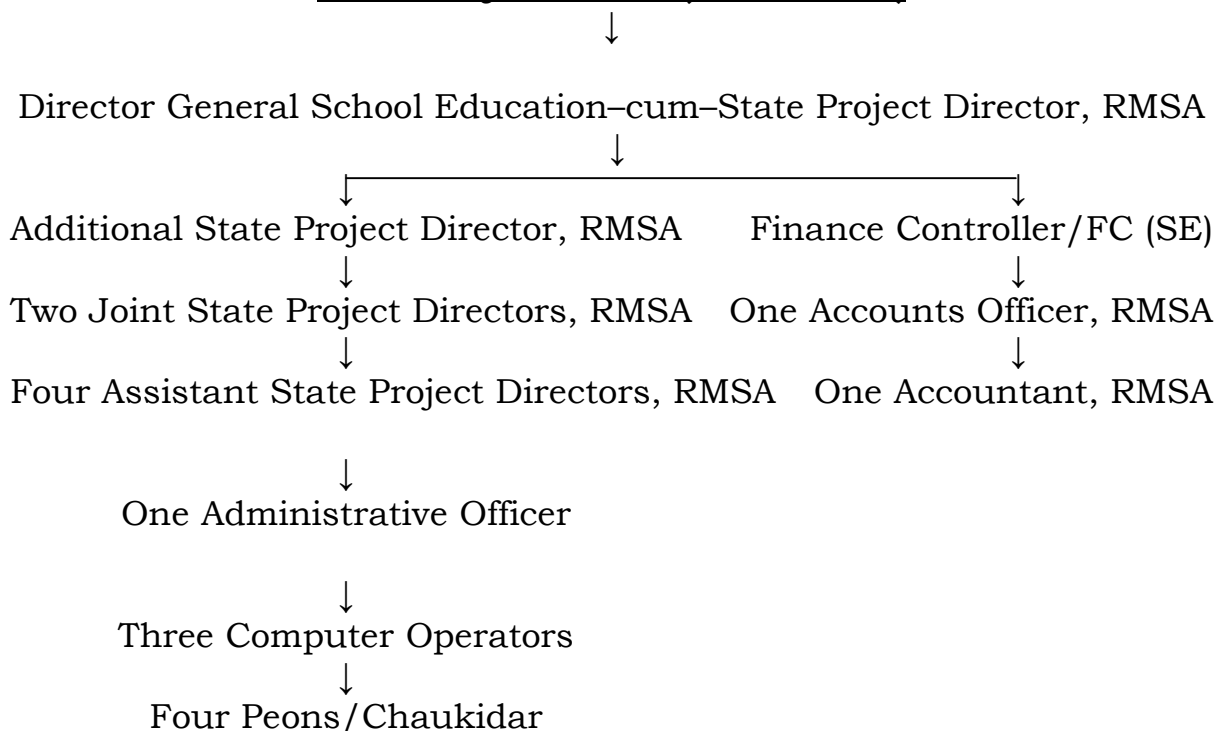 Director General School Education–cum–State Project Director, RMSA
Additional State Project Director, RMSA Finance Controller/FC (SE)
Two Joint State Project Directors, RMSA One Accounts Officer, RMSA
Four Assistant State Project Directors, RMSA One Accountant, RMSA
One Administrative Officer
Three Computer Operators
Four Peons/Chaukidar